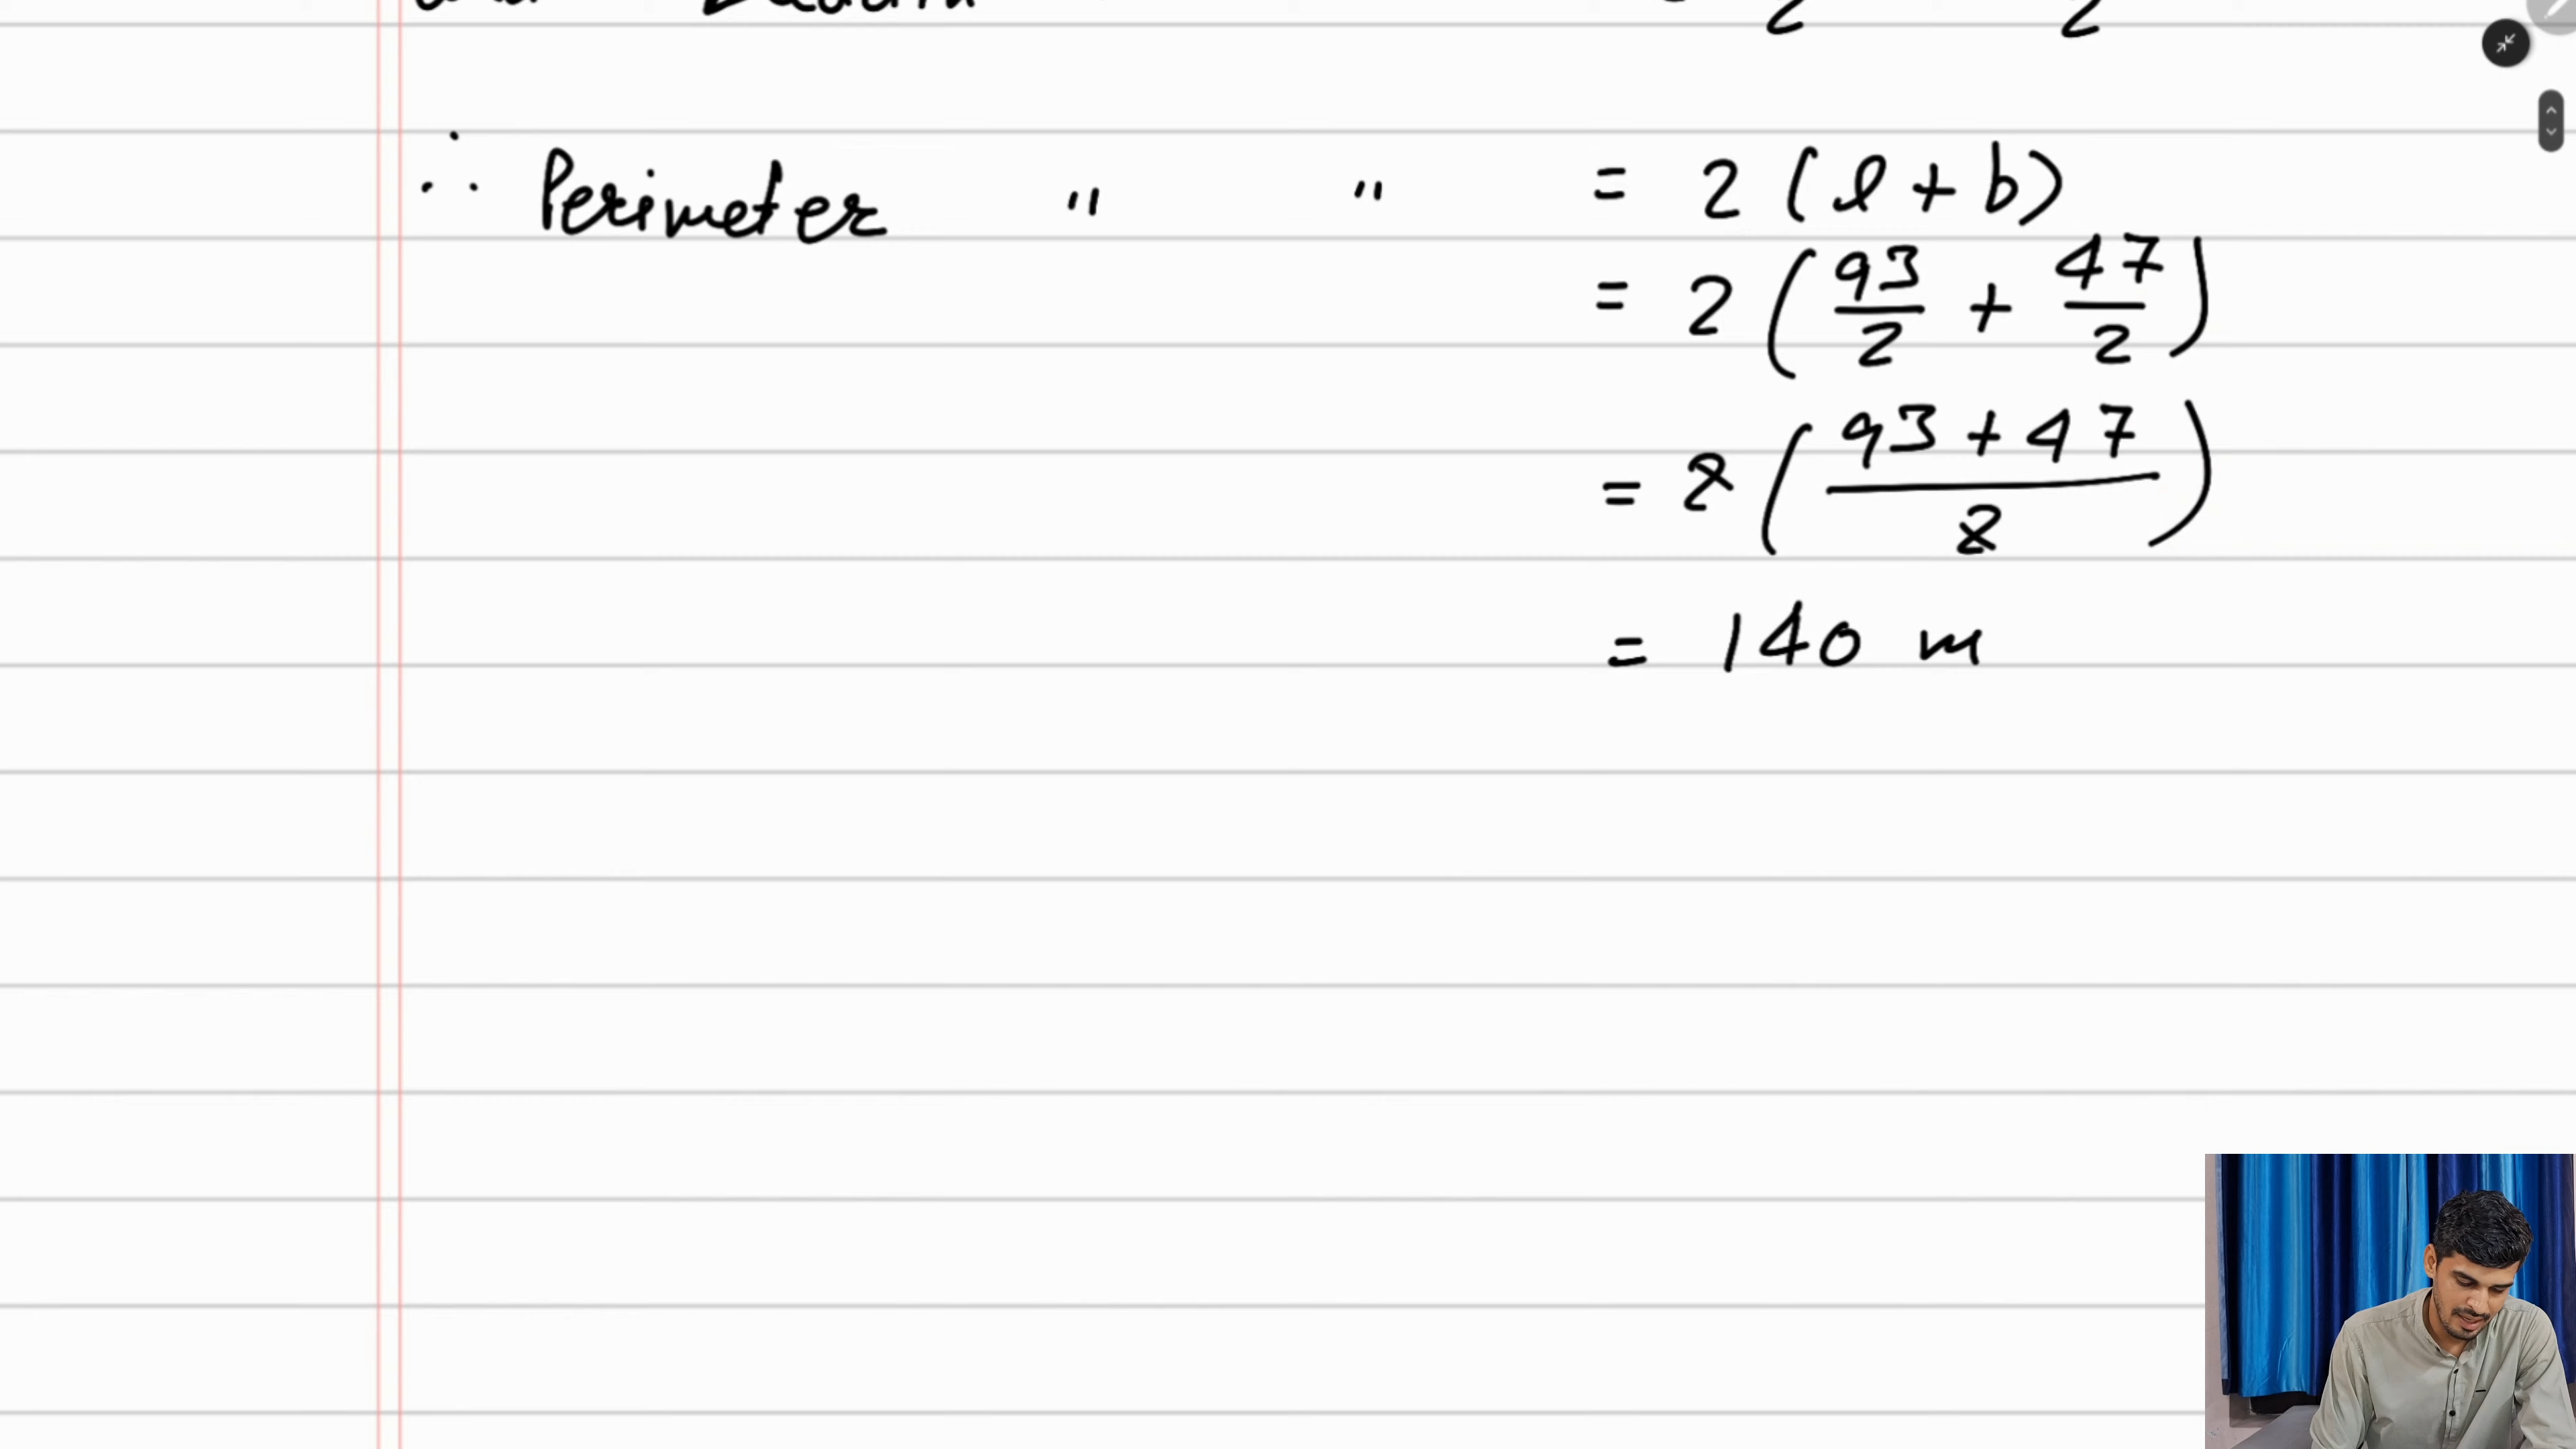 ∴ Perimeter " " = 2 (l + b)
= 2 (93/2 + 47/2)
= 2 ((93 + 47)/2)
= 140 m